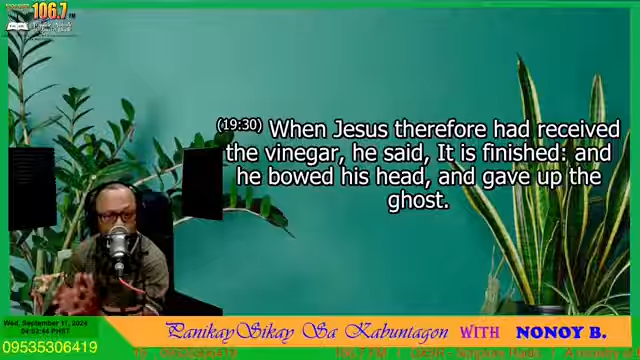 106.7 FM
(19:30) When Jesus therefore had received
the vinegar, he said, It is finished: and
he bowed his head, and gave up the
ghost.
Wed, September 11, 2024
09535306419
PanikaySikay Sa Kabuntagon WITH NONOY B.